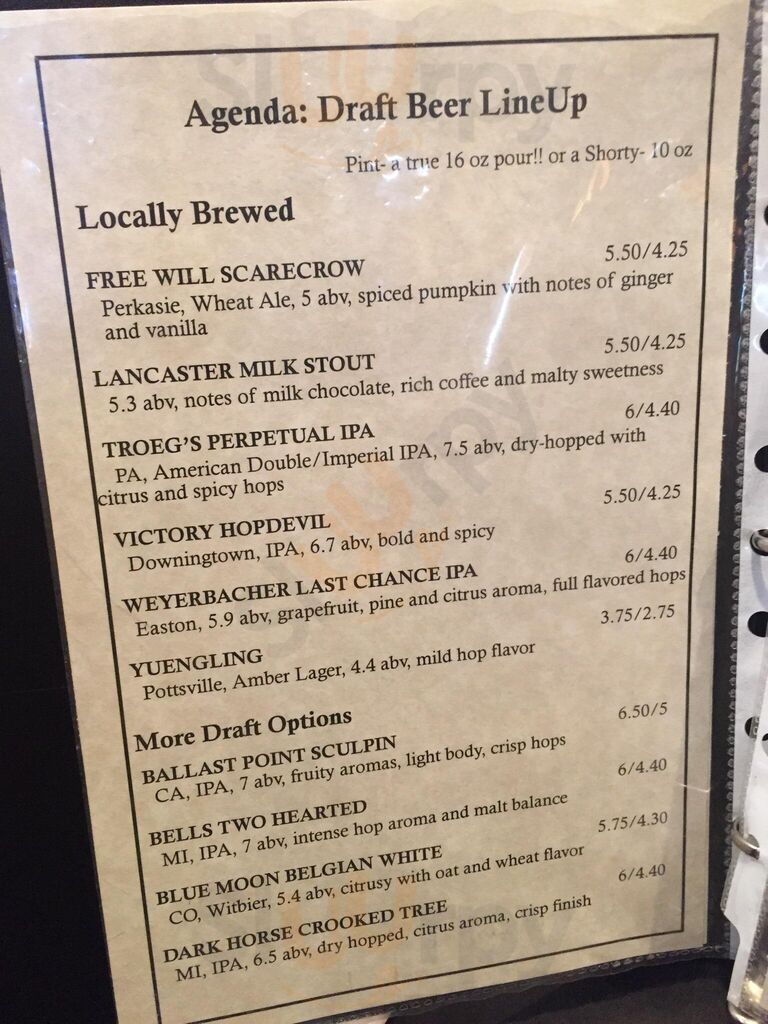 Agenda: Draft Beer LineUp
Pint- a true 16 oz pour!! or a Shorty- 10 oz
Locally Brewed
FREE WILL SCARECROW 5.50/4.25
Perkasie, Wheat Ale, 5 abv, spiced pumpkin with notes of ginger
and vanilla
LANCASTER MILK STOUT 5.50/4.25
5.3 abv, notes of milk chocolate, rich coffee and malty sweetness
TROEG'S PERPETUAL IPA 6/4.40
PA, American Double/Imperial IPA, 7.5 abv, dry-hopped with
citrus and spicy hops
VICTORY HOPDEVIL 5.50/4.25
Downingtown, IPA, 6.7 abv, bold and spicy
WEYERBACHER LAST CHANCE IPA 6/4.40
Easton, 5.9 abv, grapefruit, pine and citrus aroma, full flavored hops
YUENGLING 3.75/2.75
Pottsville, Amber Lager, 4.4 abv, mild hop flavor
More Draft Options
BALLAST POINT SCULPIN 6.50/5
CA, IPA, 7 abv, fruity aromas, light body, crisp hops
BELLS TWO HEARTED 6/4.40
MI, IPA, 7 abv, intense hop aroma and malt balance
BLUE MOON BELGIAN WHITE 5.75/4.30
CO, Witbier, 5.4 abv, citrusy with oat and wheat flavor
DARK HORSE CROOKED TREE 6/4.40
MI, IPA, 6.5 abv, dry hopped, citrus aroma, crisp finish